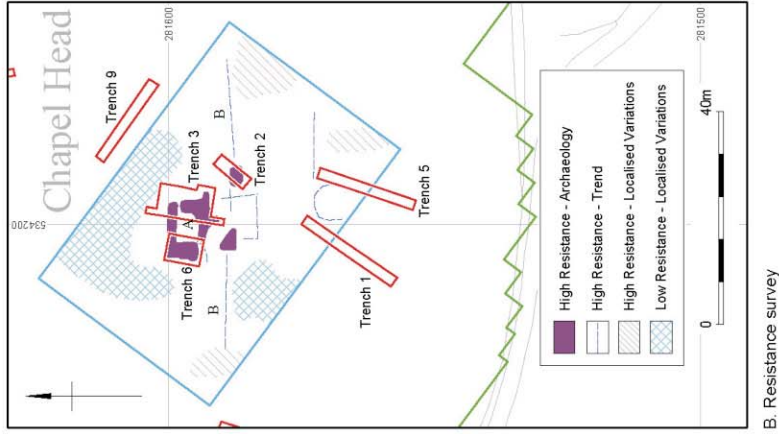 Chapel Head
281600
281500
534200
Trench 9
Trench 3
Trench 2
Trench 6
Trench 5
Trench 1
A
B
B
High Resistance - Archaeology
High Resistance - Trend
High Resistance - Localised Variations
Low Resistance - Localised Variations
0
40m
B. Resistance survey